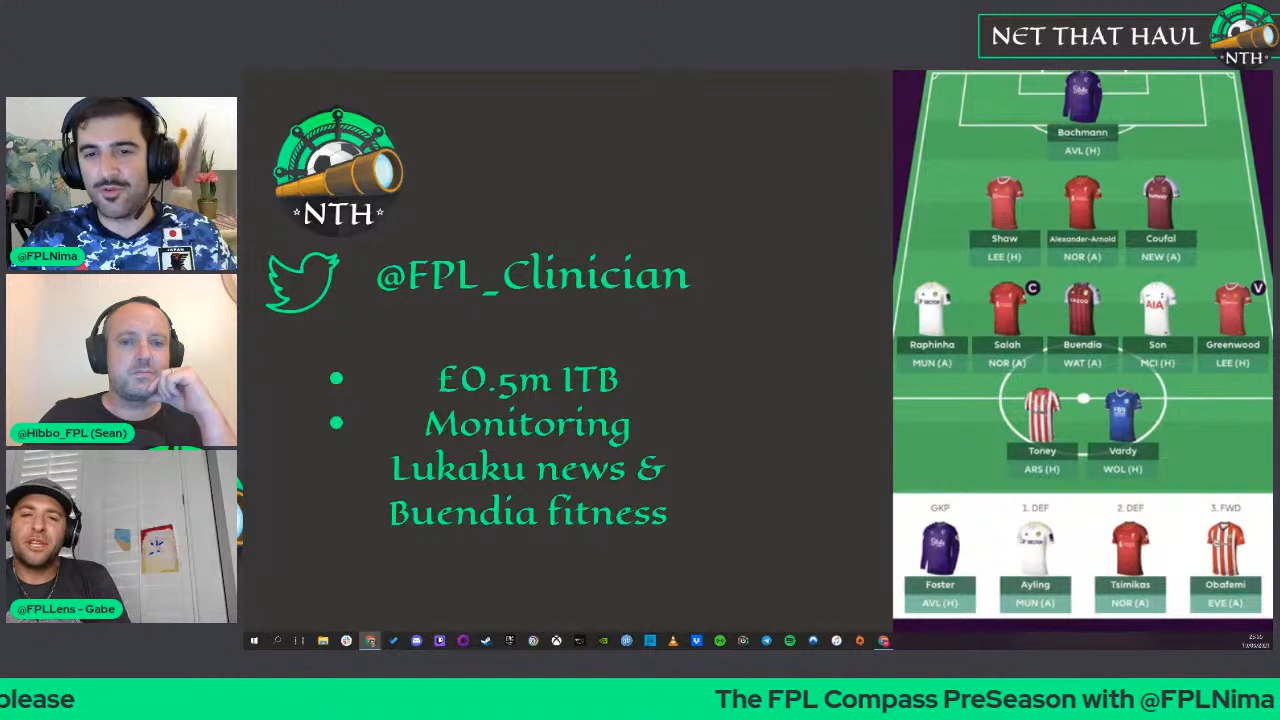 NET THAT HAUL
NTH
@FPLNima
@Hibbo_FPL (Sean)
@FPLLens - Gabe
NTH
@FPL_Clinician
£0.5m ITB
Monitoring
Lukaku news &
Buendia fitness
Bachmann
AVL (H)
Shaw
LEE (H)
Alexander-Arnold
NOR (A)
Coufal
NEW (A)
Raphinha
MUN (A)
Salah
C
NOR (A)
Buendia
WAT (A)
Son
AIA
MCI (H)
Greenwood
V
LEE (H)
Toney
ARS (H)
Vardy
WOL (H)
GKP
Foster
AVL (H)
1. DEF
Ayling
MUN (A)
2. DEF
Tsimikas
NOR (A)
3. FWD
Obafemi
EVE (A)
please
The FPL Compass PreSeason with @FPLNima